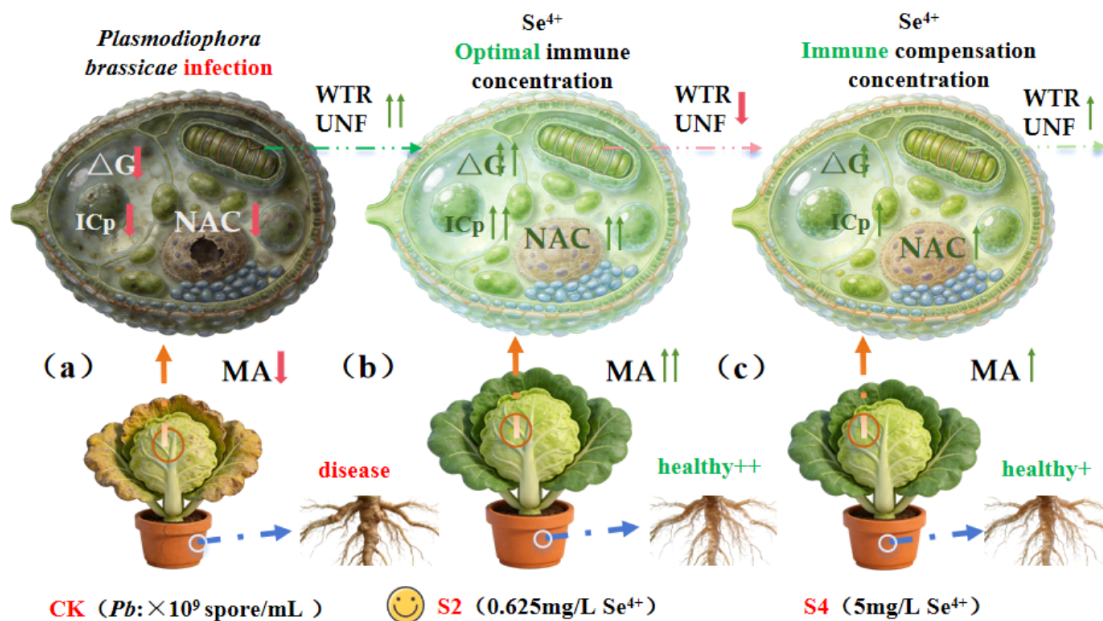 Plasmodiophora
brassicae infection
Se⁴⁺
Optimal immune
concentration
Se⁴⁺
Immune compensation
concentration
WTR ↑↑
UNF
WTR ↓
UNF
WTR ↑
UNF
△G↓
ICp↓
NAC↓
△G↑↑
ICp↑↑
NAC↑↑
△G↑
ICp↑
NAC↑
(a)
MA↓
(b)
MA↑↑
(c)
MA↑
disease
healthy++
healthy+
CK（Pb:×10⁹ spore/mL）
S2（0.625mg/L Se⁴⁺）
S4（5mg/L Se⁴⁺）